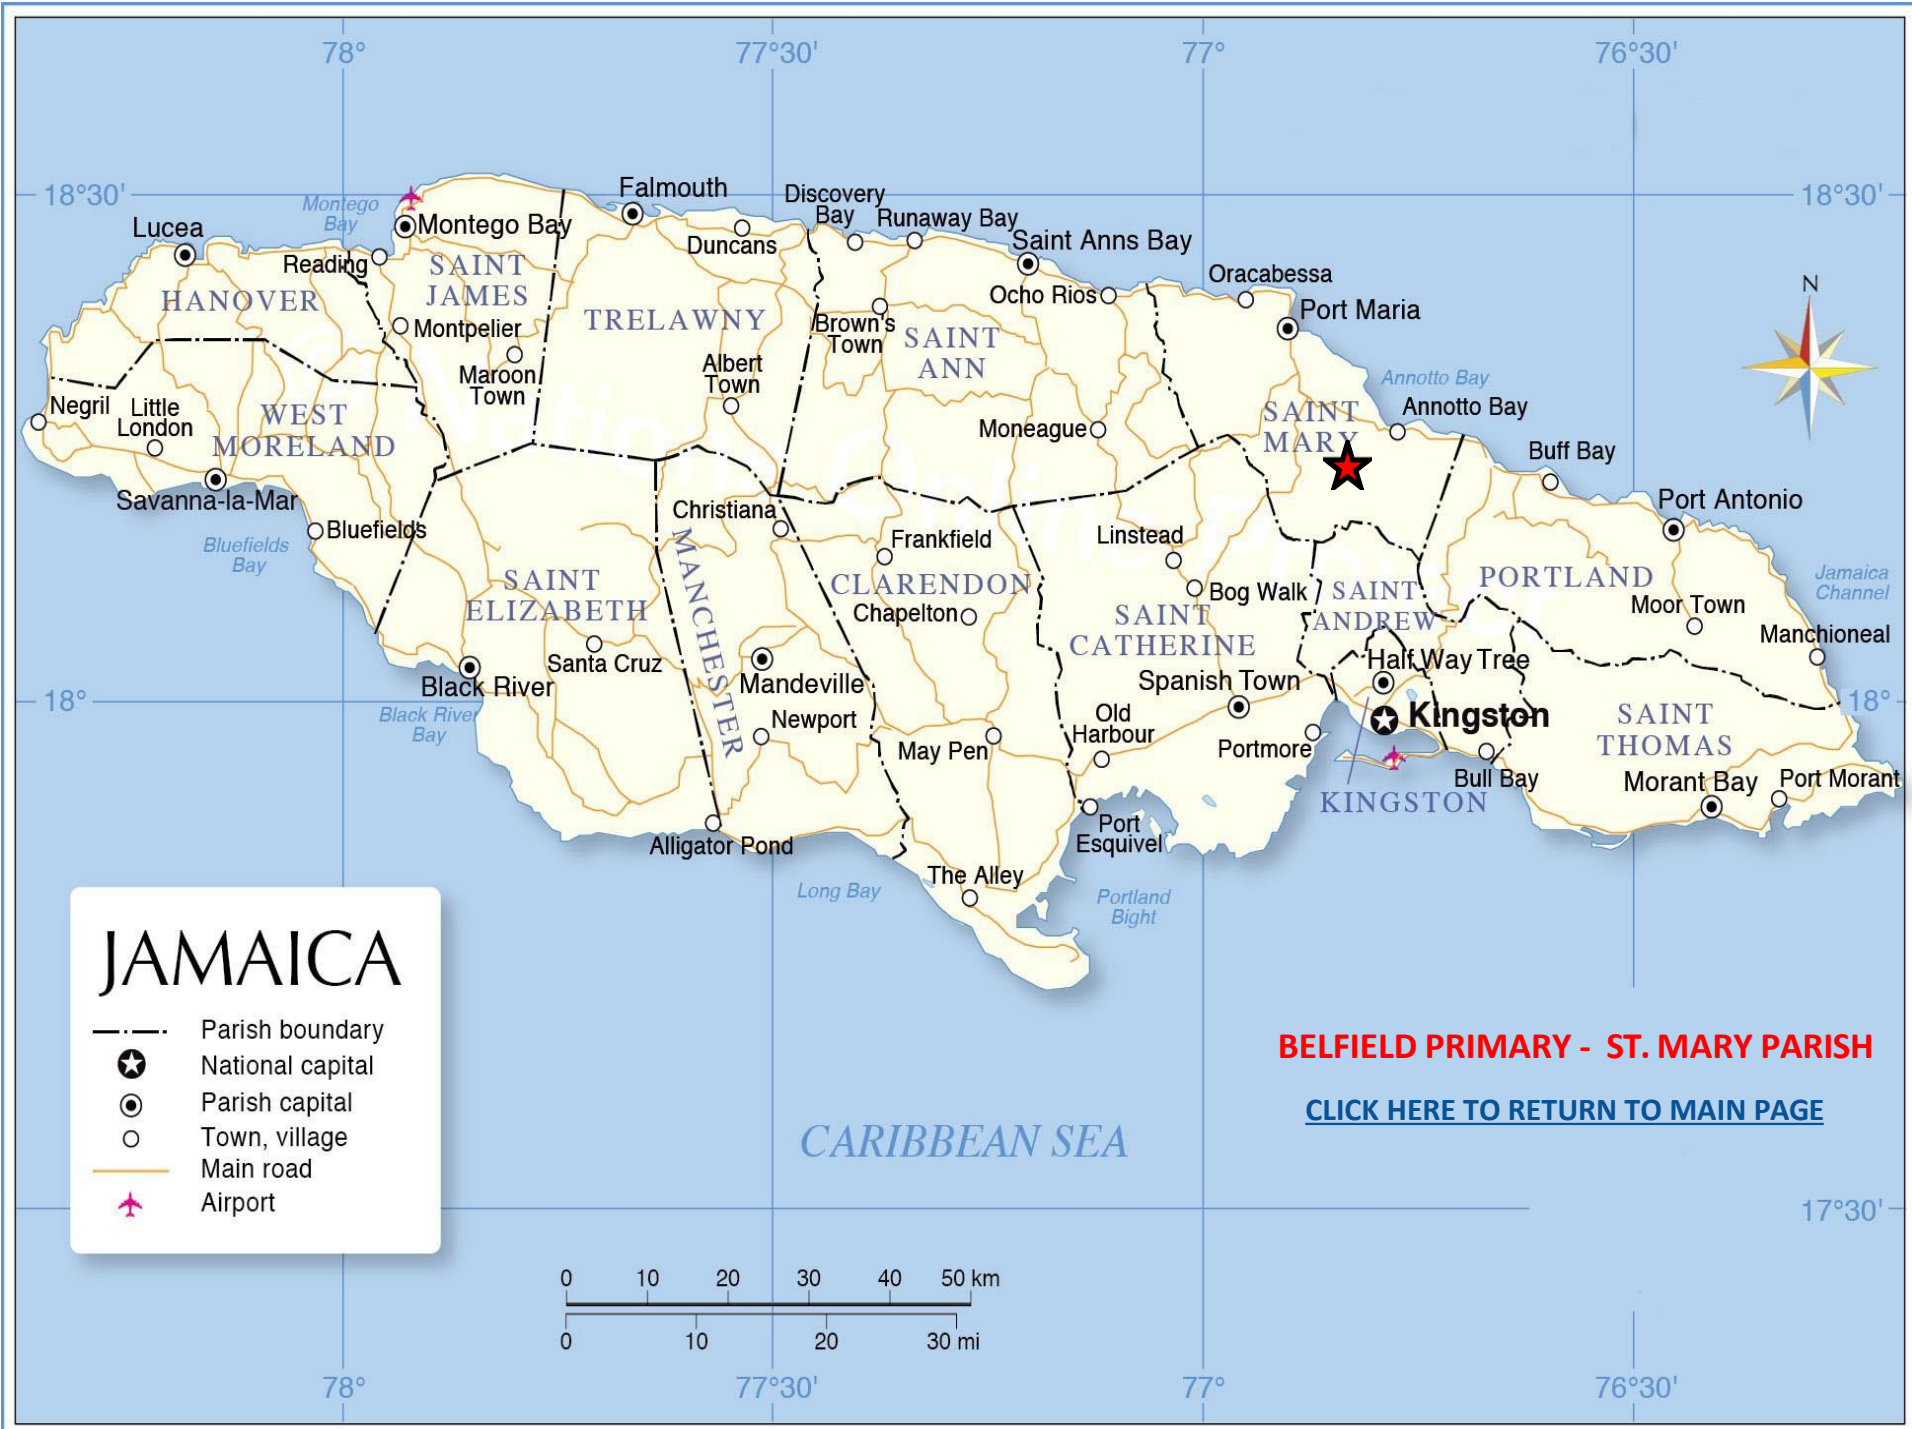 78°
77°30'
77°
76°30'
18°30'
18°30'
Montego
Bay
Lucea
Montego Bay
Falmouth
Discovery
Bay
Runaway Bay
Saint Anns Bay
Duncans
Reading
SAINT
JAMES
HANOVER
Montpelier
Maroon
Town
TRELAWNY
Albert
Town
Brown's
Town
SAINT
ANN
Ocho Rios
Oracabessa
Port Maria
N
Annotto Bay
Annotto Bay
SAINT
MARY
Moneague
Buff Bay
Port Antonio
Negril
Little
London
WEST
MORELAND
Savanna-la-Mar
Bluefields
Bluefields
Bay
Christiana
Frankfield
Linstead
Bog Walk
CLARENDON
Chapelton
SAINT
ELIZABETH
Santa Cruz
MANCHESTER
SAINT
CATHERINE
SAINT
ANDREW
PORTLAND
Moor Town
Manchioneal
Jamaica
Channel
Half Way Tree
Spanish Town
Kingston
18°
18°
Black River
Black River
Bay
Mandeville
Newport
May Pen
Old
Harbour
Portmore
SAINT
THOMAS
Bull Bay
Morant Bay
Port Morant
KINGSTON
Port
Esquivel
Alligator Pond
The Alley
Long Bay
Portland
Bight
JAMAICA
Parish boundary
National capital
Parish capital
Town, village
Main road
Airport
BELFIELD PRIMARY - ST. MARY PARISH
CLICK HERE TO RETURN TO MAIN PAGE
CARIBBEAN SEA
17°30'
0 10 20 30 40 50 km
0 10 20 30 mi
78°
77°30'
77°
76°30'